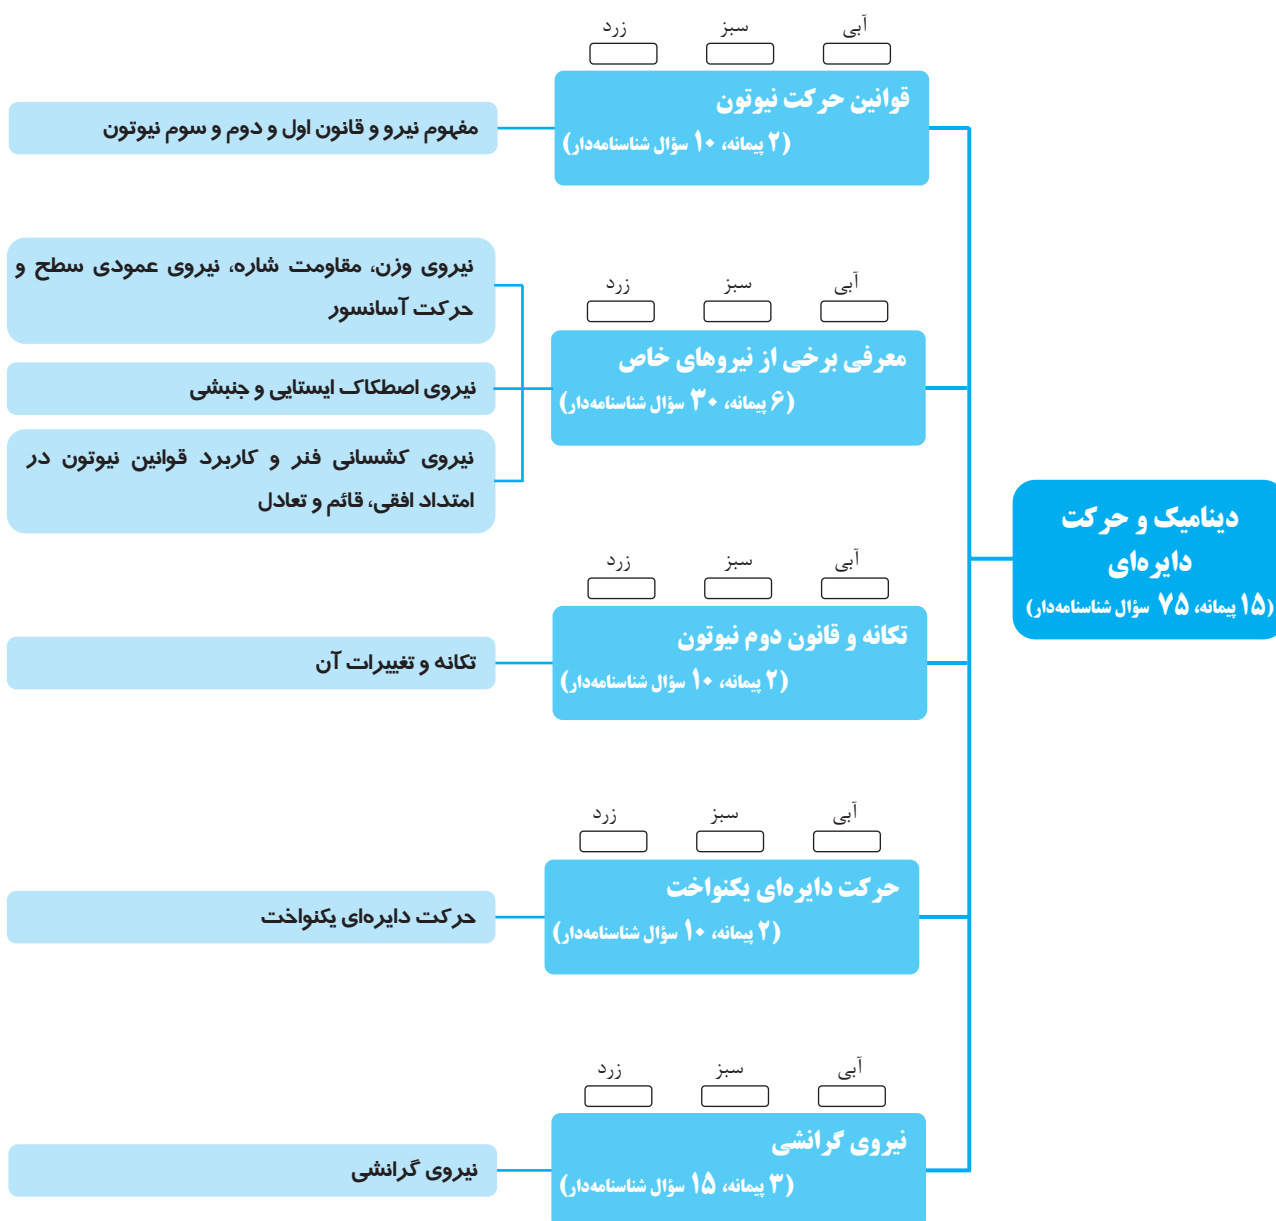 دینامیک و حرکت
دایره‌ای
(۱۵ پیمانه، ۷۵ سؤال شناسنامه‌دار)
آبی سبز زرد
قوانین حرکت نیوتون
(۲ پیمانه، ۱۰ سؤال شناسنامه‌دار)
مفهوم نیرو و قانون اول و دوم و سوم نیوتون
آبی سبز زرد
معرفی برخی از نیروهای خاص
(۶ پیمانه، ۳۰ سؤال شناسنامه‌دار)
نیروی وزن، مقاومت شاره، نیروی عمودی سطح و
حرکت آسانسور
نیروی اصطکاک ایستایی و جنبشی
نیروی کشسانی فنر و کاربرد قوانین نیوتون در
امتداد افقی، قائم و تعادل
آبی سبز زرد
تکانه و قانون دوم نیوتون
(۲ پیمانه، ۱۰ سؤال شناسنامه‌دار)
تکانه و تغییرات آن
آبی سبز زرد
حرکت دایره‌ای یکنواخت
(۲ پیمانه، ۱۰ سؤال شناسنامه‌دار)
حرکت دایره‌ای یکنواخت
آبی سبز زرد
نیروی گرانشی
(۳ پیمانه، ۱۵ سؤال شناسنامه‌دار)
نیروی گرانشی